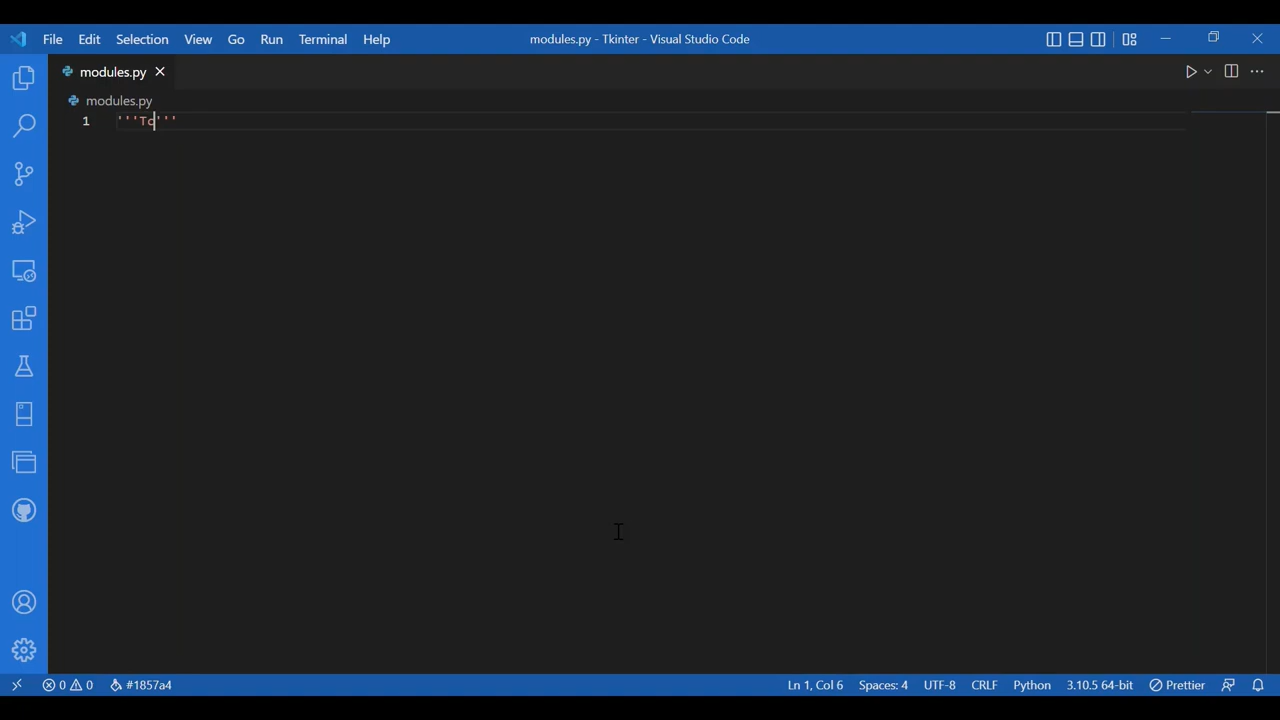 File Edit Selection View Go Run Terminal Help
modules.py - Tkinter - Visual Studio Code
modules.py
modules.py
1 '''To'''
0 0 #1857a4
Ln 1, Col 6 Spaces: 4 UTF-8 CRLF Python 3.10.5 64-bit Prettier